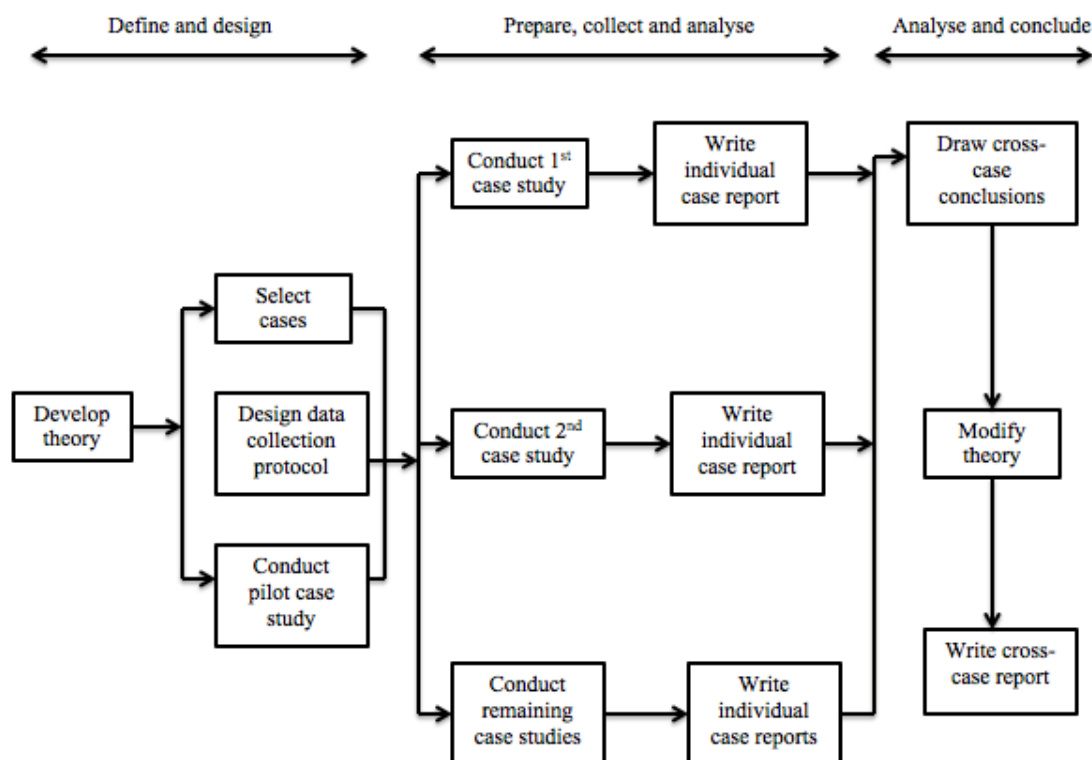 Define and design
Prepare, collect and analyse
Analyse and conclude
Develop
theory
Select
cases
Design data
collection
protocol
Conduct
pilot case
study
Conduct 1st
case study
Write
individual
case report
Conduct 2nd
case study
Write
individual
case report
Conduct
remaining
case studies
Write
individual
case reports
Draw cross-
case
conclusions
Modify
theory
Write cross-
case report